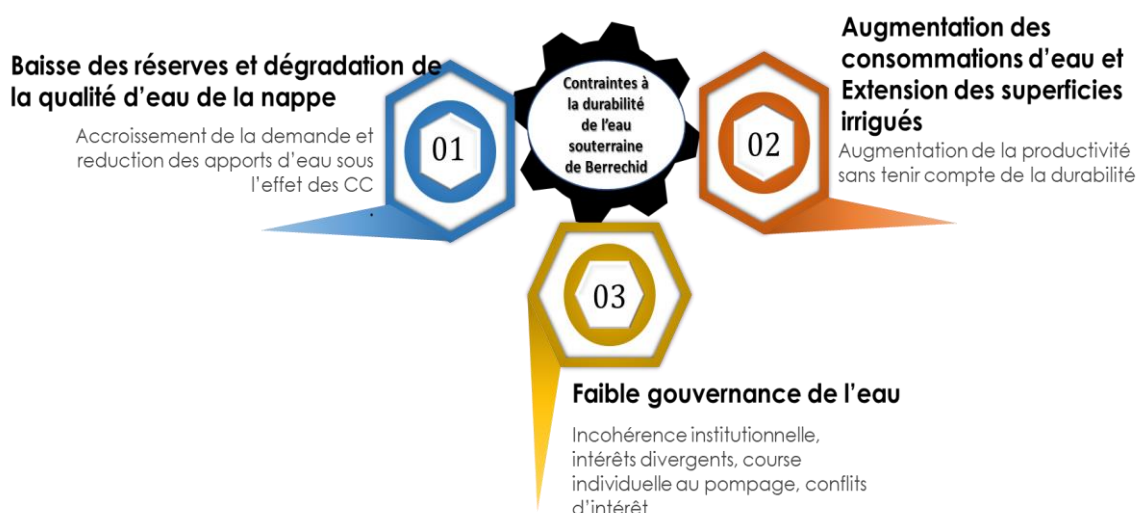 Contraintes à
la durabilité
de l'eau
souterraine
de Berrechid
Baisse des réserves et dégradation de
la qualité d'eau de la nappe
Accroissement de la demande et
reduction des apports d'eau sous
l'effet des CC
01
Augmentation des
consommations d'eau et
Extension des superficies
irrigués
Augmentation de la productivité
sans tenir compte de la durabilité
02
03
Faible gouvernance de l'eau
Incohérence institutionnelle,
intérêts divergents, course
individuelle au pompage, conflits
d'intérêt